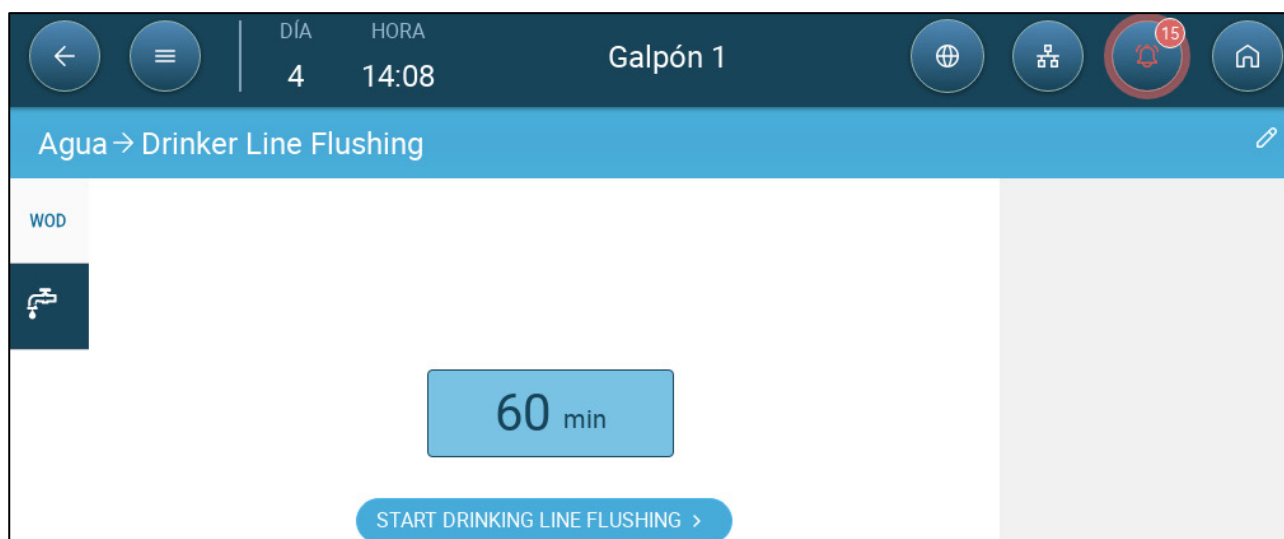 DÍA HORA
4 14:08
Galpón 1
15
Agua → Drinker Line Flushing
WOD
60 min
START DRINKING LINE FLUSHING >